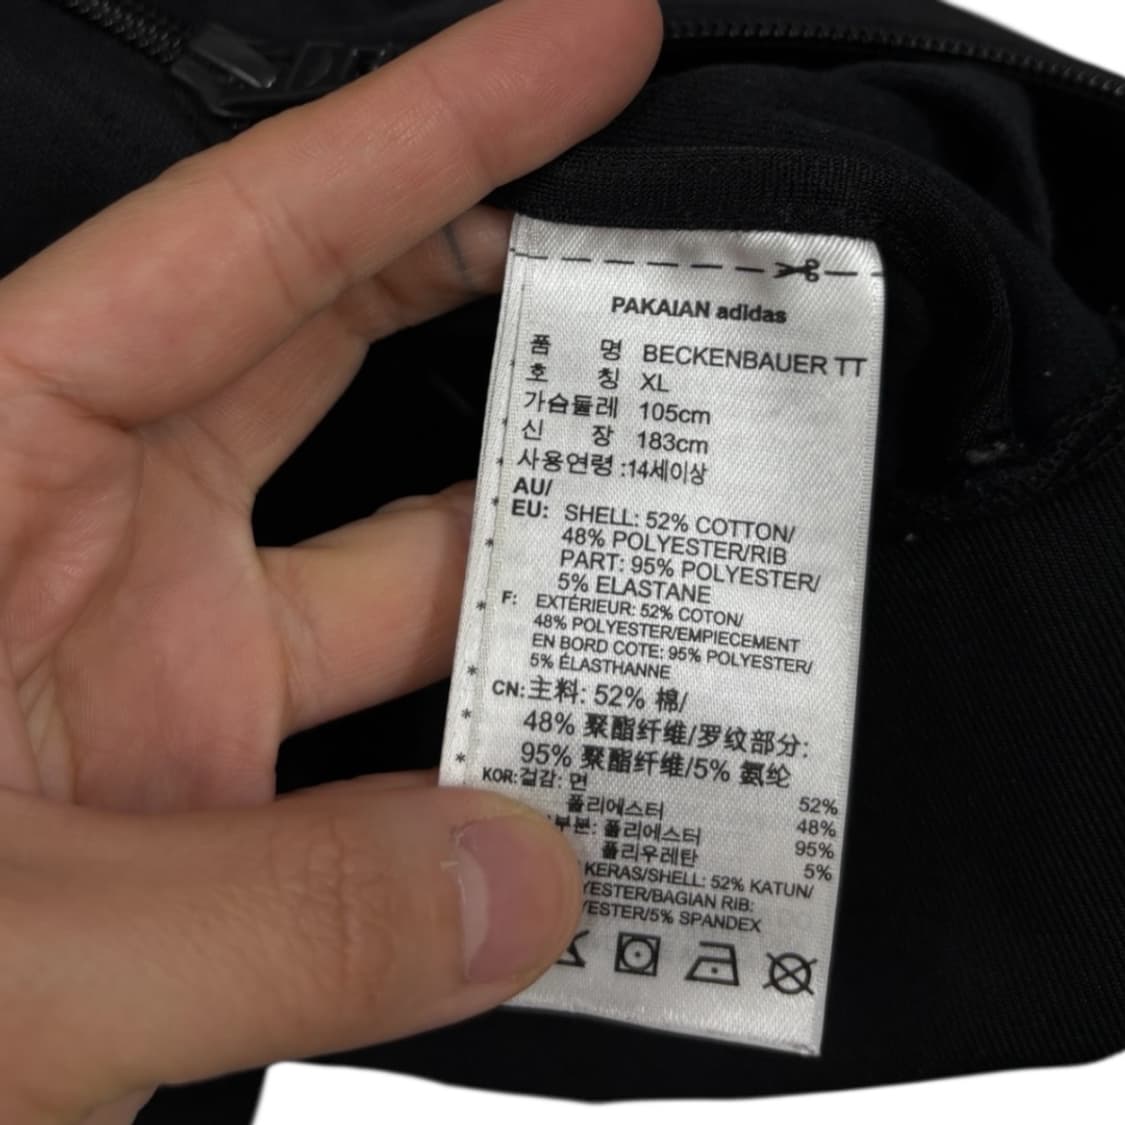 PAKAIAN adidas
품 명 BECKENBAUER TT
호 칭 XL
가슴둘레 105cm
신 장 183cm
사용연령 :14세이상
AU/
EU: SHELL: 52% COTTON/
48% POLYESTER/RIB
PART: 95% POLYESTER/
5% ELASTANE
F: EXTÉRIEUR: 52% COTON/
48% POLYESTER/EMPIECEMENT
EN BORD COTE: 95% POLYESTER/
5% ÉLASTHANNE
CN: 主料: 52% 棉/
48% 聚酯纤维/罗纹部分:
95% 聚酯纤维/5% 氨纶
KOR: 겉감: 면 52%
폴리에스터 48%
부분: 폴리에스터 95%
폴리우레탄 5%
KERAS/SHELL: 52% KATUN/
YESTER/BAGIAN RIB:
YESTER/5% SPANDEX